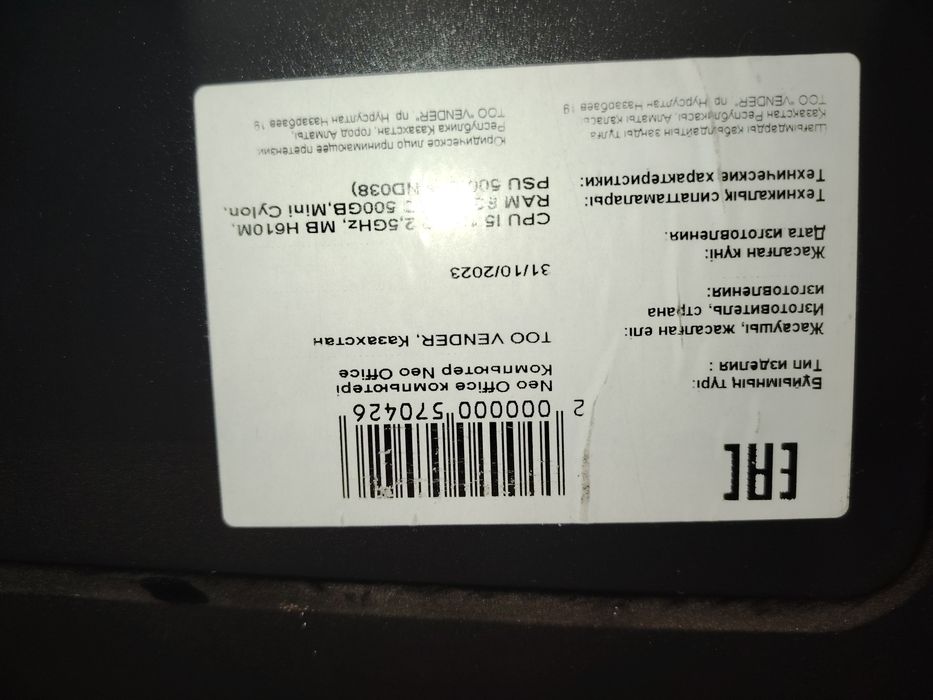 EAC
2 000000 570426
Бұйымның түрі:
Тип изделия :
Neo Office компьютері
Компьютер Neo Office
Жасаушы, жасалған елі:
Изготовитель, страна
изготовления:
ТОО VENDER, Казахстан
Жасалған күні:
Дата изготовления:
31/10/2023
Техникалық сипаттамалары:
Технические характеристики:
CPU I5 2,5GHz, MB H610M,
RAM 500GB,Mini Cylon,
PSU
Шағымдарды қабылдайтын заңды тұлға
Қазақстан Республикасы, Алматы қаласы
ТОО "VENDER" пр. Нурсултан Назарбаев 19
Юридическое лицо принимающее претензии
Республика Казахстан, город Алматы,
ТОО "VENDER" пр. Нурсултан Назарбаев 19